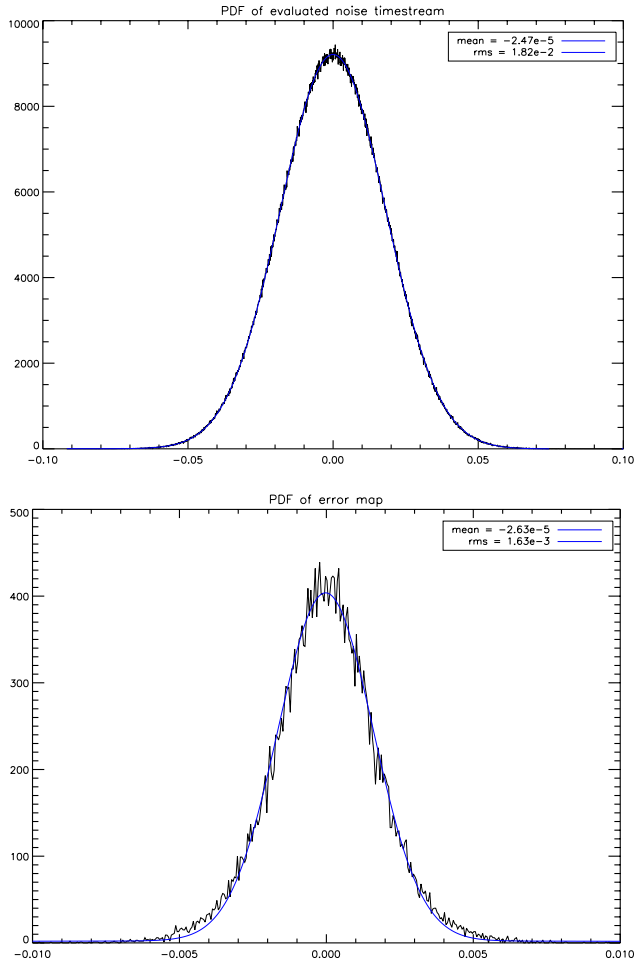 PDF of evaluated noise timestream
10000
mean = -2.47e-5
rms = 1.82e-2
8000
6000
4000
2000
0
-0.10 -0.05 0.00 0.05 0.10
PDF of error map
500
mean = -2.63e-5
rms = 1.63e-3
400
300
200
100
0
-0.010 -0.005 0.000 0.005 0.010